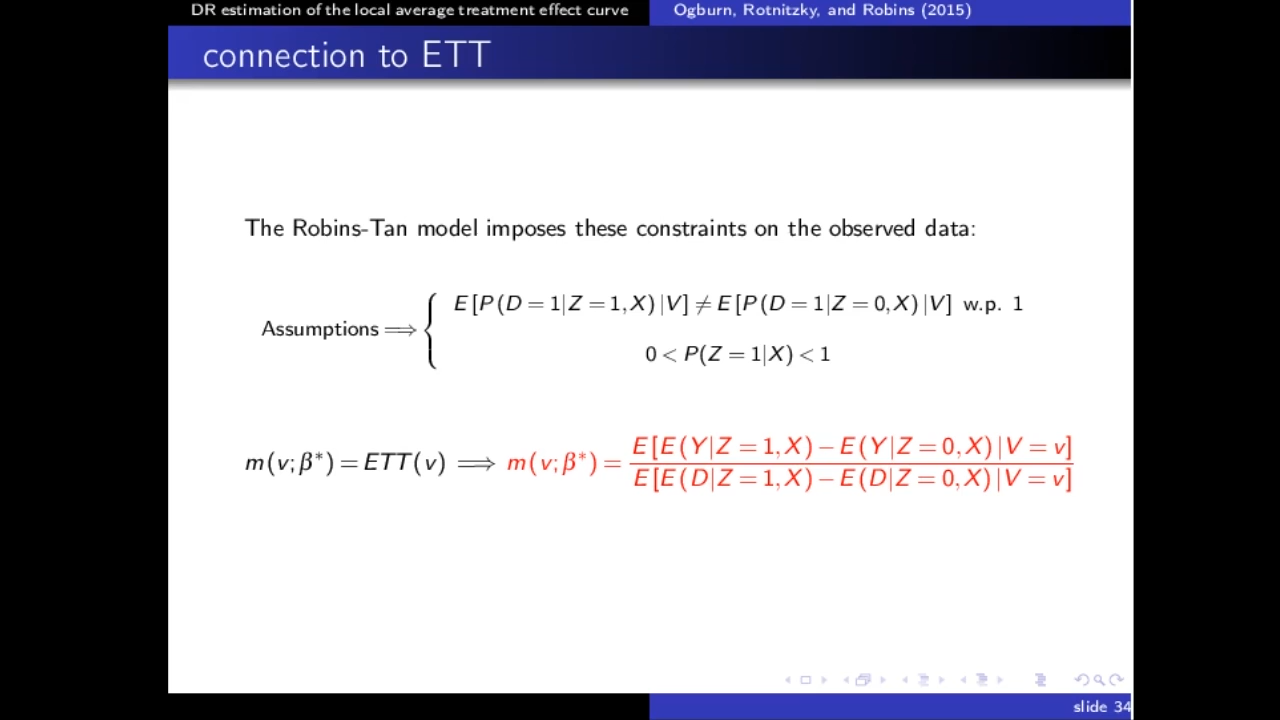 DR estimation of the local average treatment effect curve
Ogburn, Rotnitzky, and Robins (2015)
connection to ETT
The Robins-Tan model imposes these constraints on the observed data:
Assumptions ⟹ { E[P(D = 1|Z = 1, X)|V] ≠ E[P(D = 1|Z = 0, X)|V] w.p. 1
0 < P(Z = 1|X) < 1
m(v; β*) = ETT(v) ⟹ m(v; β*) = E[E(Y|Z = 1, X) − E(Y|Z = 0, X)|V = v]
E[E(D|Z = 1, X) − E(D|Z = 0, X)|V = v]
slide 34